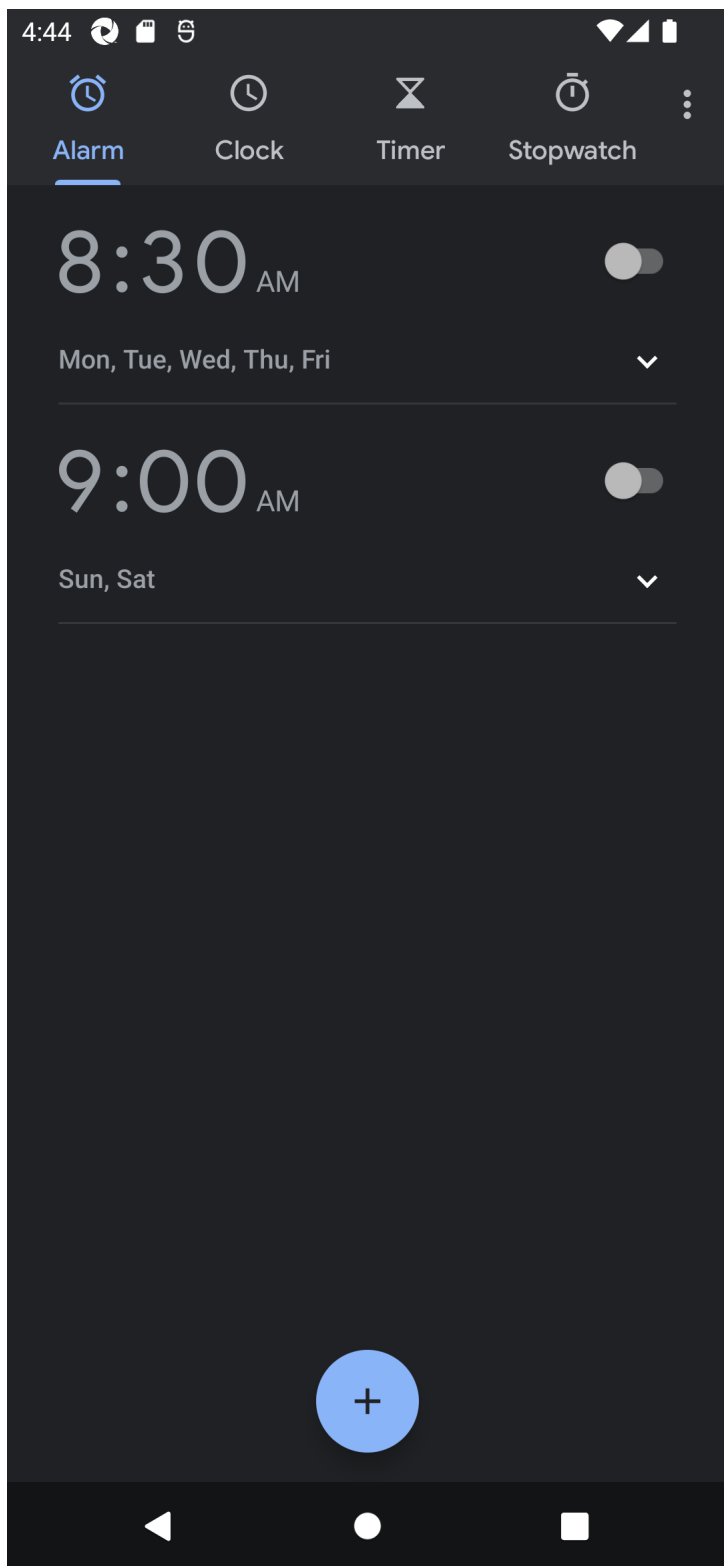 4:44
Alarm Clock Timer Stopwatch
8:30 AM
Mon, Tue, Wed, Thu, Fri
9:00 AM
Sun, Sat